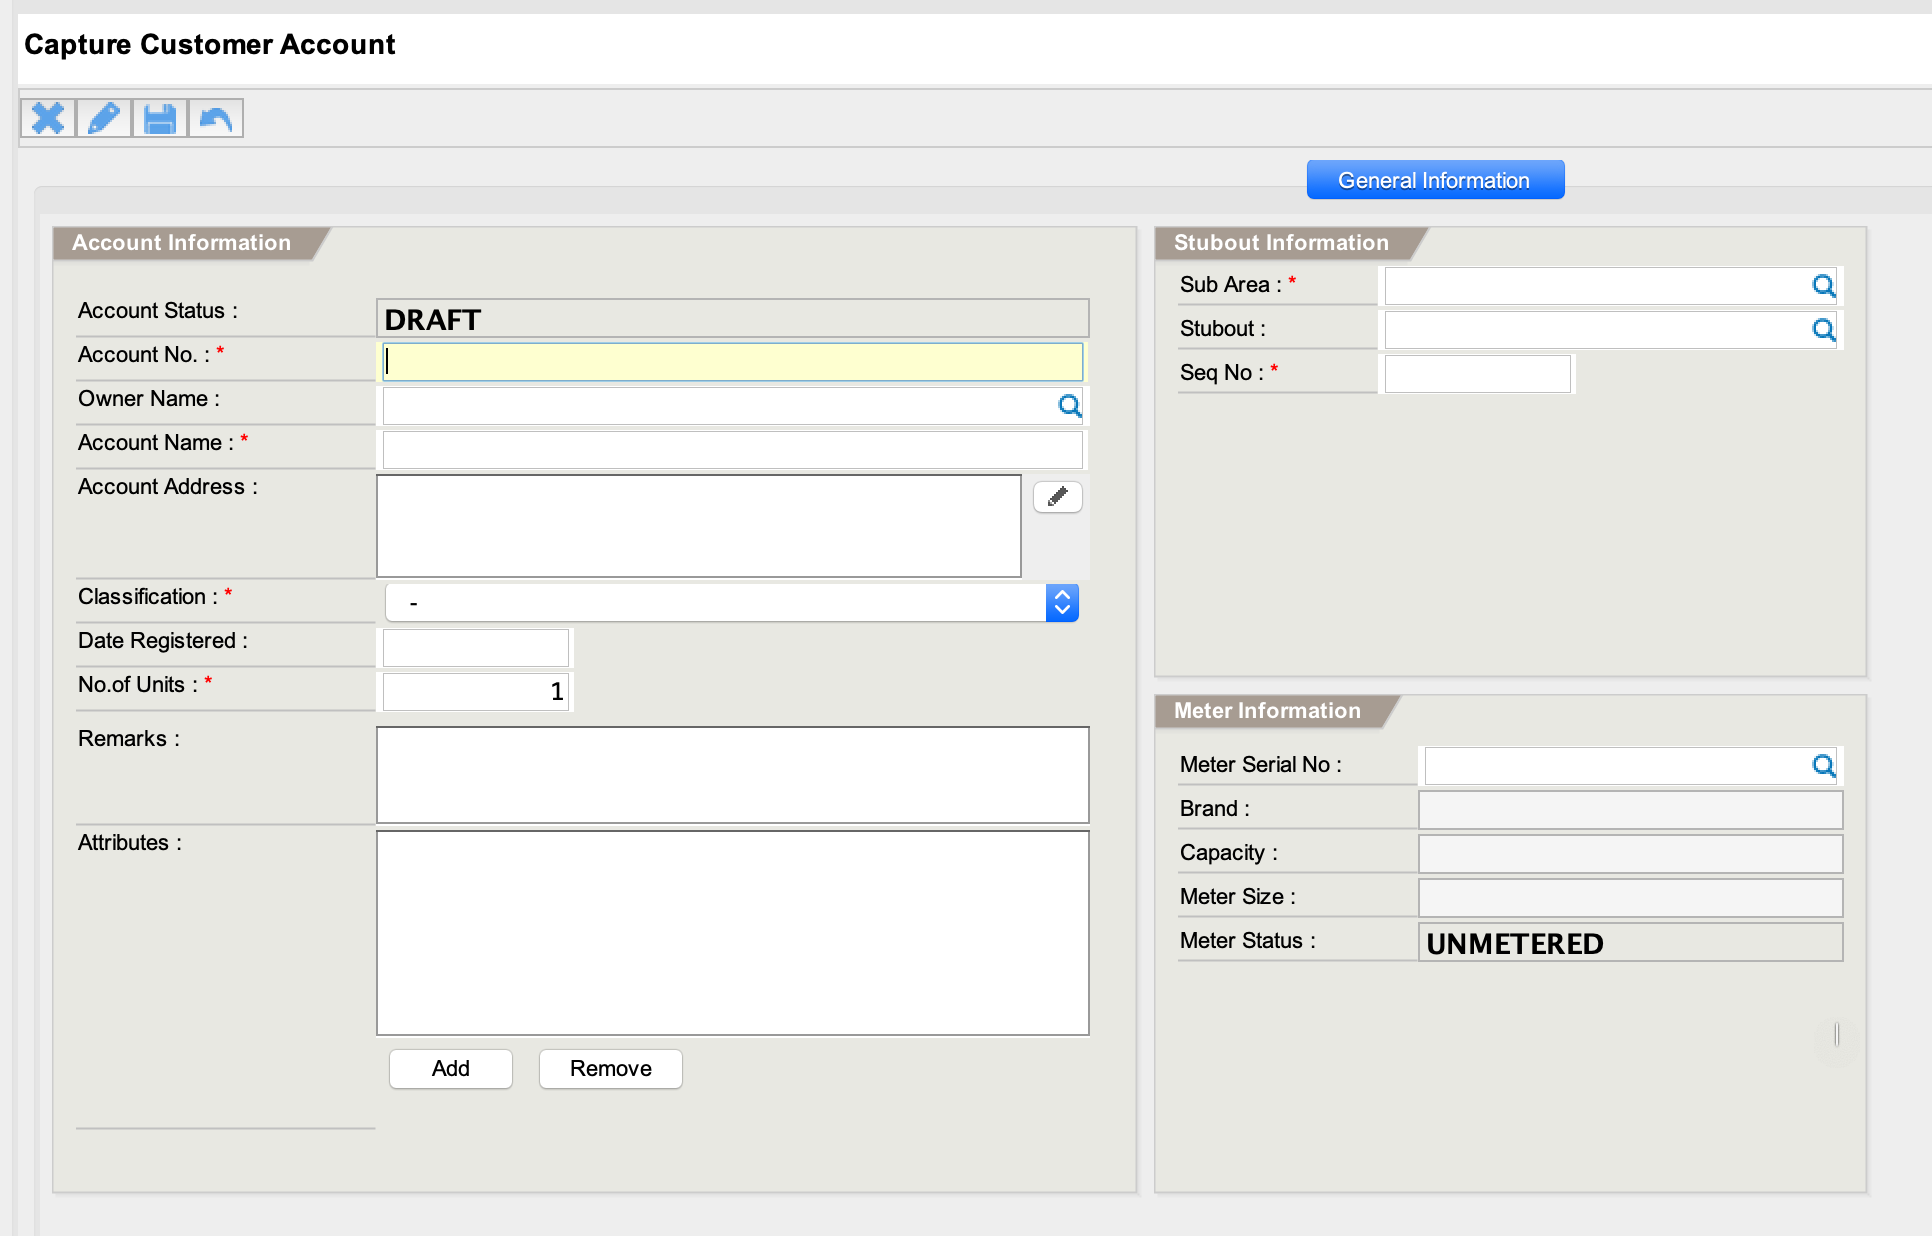 Capture Customer Account
General Information
Account Information
Account Status :
DRAFT
Account No. : *
Owner Name :
Account Name : *
Account Address :
Classification : *
-
Date Registered :
No.of Units : *
1
Remarks :
Attributes :
Add
Remove
Stubout Information
Sub Area : *
Stubout :
Seq No : *
Meter Information
Meter Serial No :
Brand :
Capacity :
Meter Size :
Meter Status :
UNMETERED